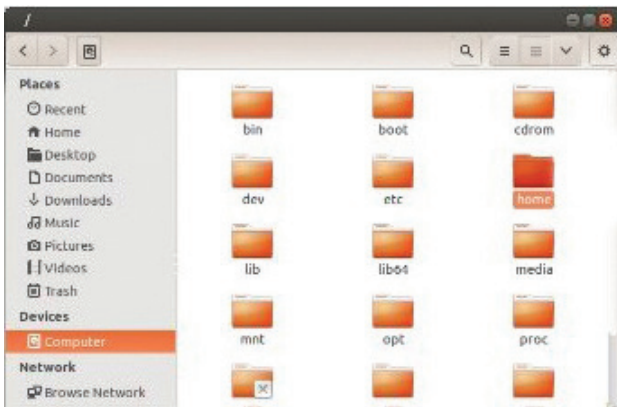 /
Places
Recent
Home
Desktop
Documents
Downloads
Music
Pictures
Videos
Trash
Devices
Computer
Network
Browse Network
bin boot cdrom
dev etc home
lib lib64 media
mnt opt proc